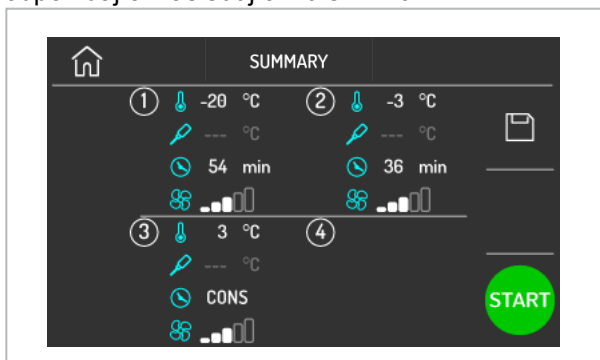 SUMMARY
1 -20 °C 2 -3 °C
--- °C --- °C
54 min 36 min
3 3 °C 4
--- °C
CONS
START